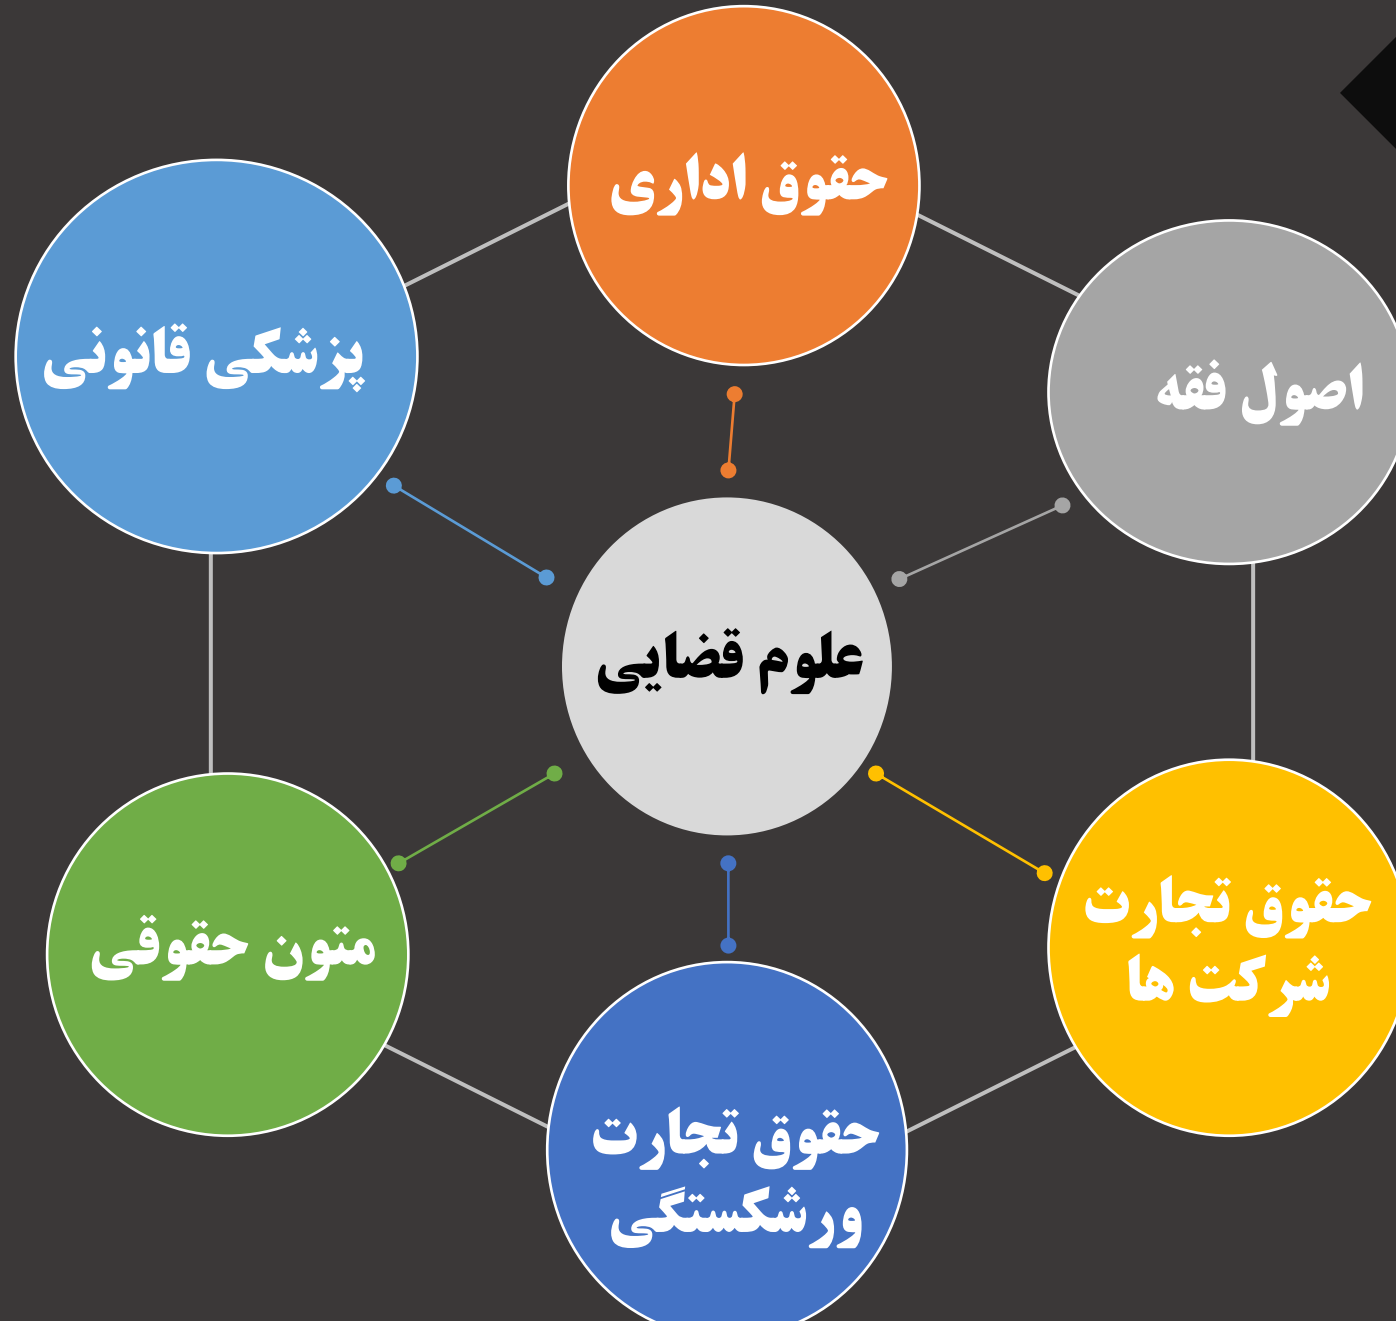 حقوق اداری
پزشکی قانونی
اصول فقه
علوم قضایی
حقوق تجارت
شرکت ها
متون حقوقی
حقوق تجارت
ورشکستگی